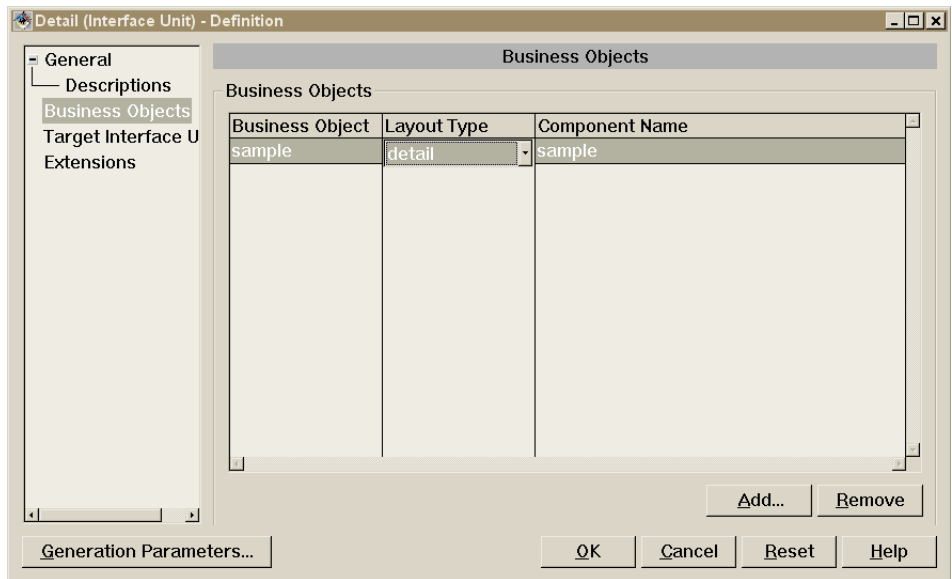 Detail (Interface Unit) - Definition
General
Descriptions
Business Objects
Target Interface U
Extensions
Business Objects
Business Objects
Business Object Layout Type Component Name
sample detail sample
Add... Remove
Generation Parameters... OK Cancel Reset Help